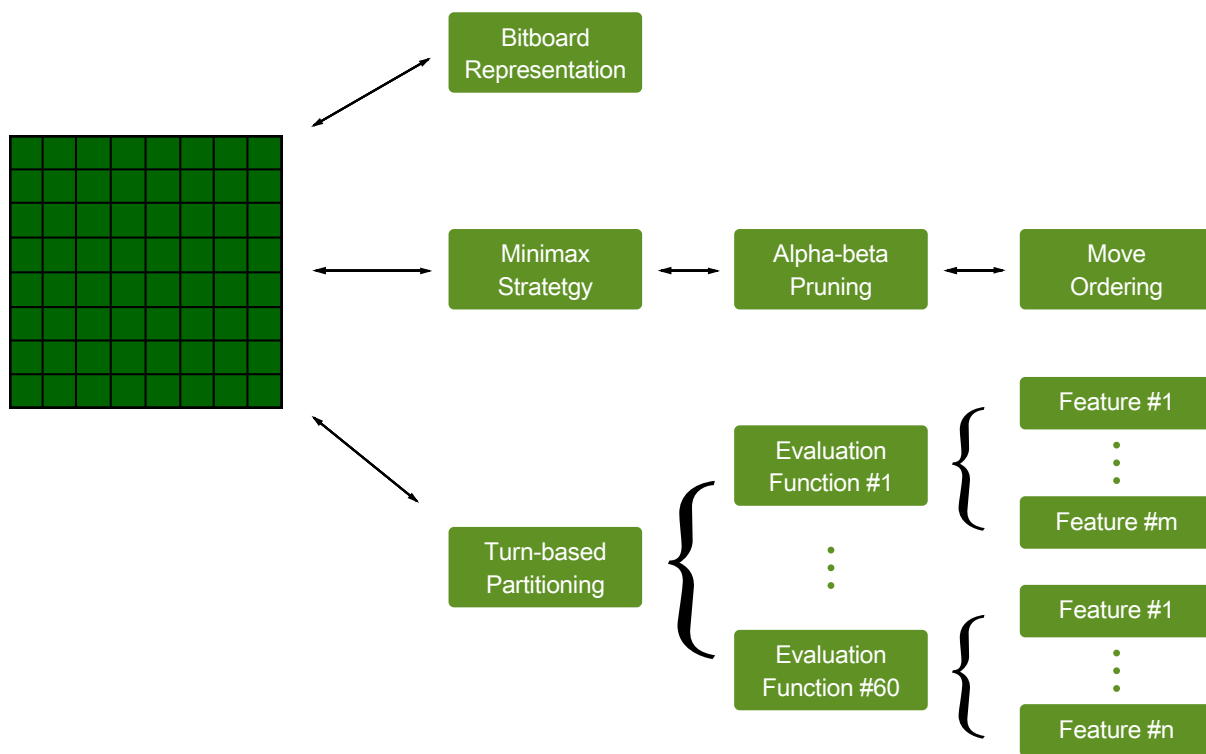 Bitboard
Representation
Minimax
Stratetgy
Alpha-beta
Pruning
Move
Ordering
Feature #1
Evaluation
Function #1
Feature #m
Turn-based
Partitioning
Feature #1
Evaluation
Function #60
Feature #n